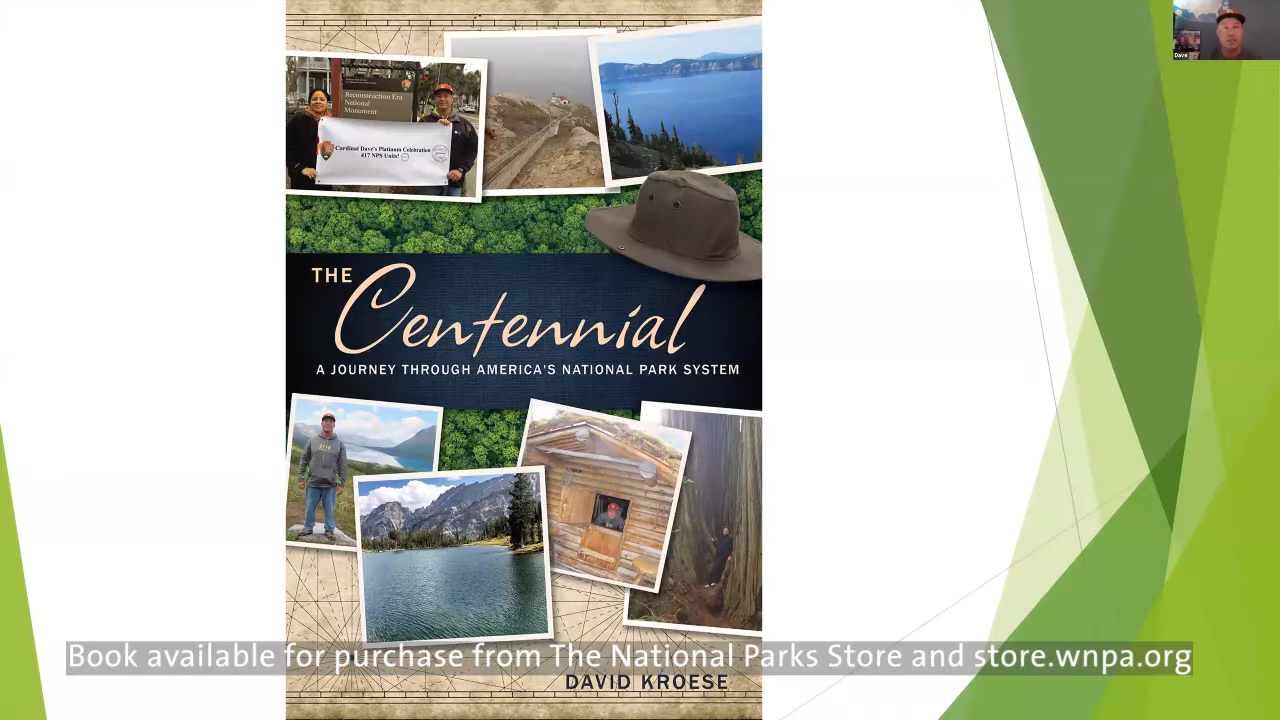 Dave
Reconstruction Era
National
Monument
Cardinal Dave's Platinum Celebration
417 NPS Units!
THE
Centennial
A JOURNEY THROUGH AMERICA'S NATIONAL PARK SYSTEM
Book available for purchase from The National Parks Store and store.wnpa.org
DAVID KROESE